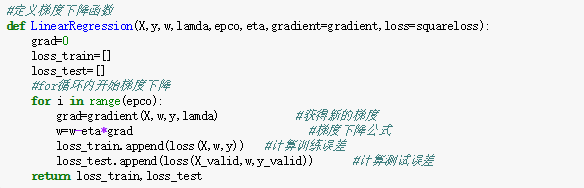 #定义梯度下降函数
def LinearRegression(X,y,w,lamda,epco,eta,gradient=gradient,loss=squareloss):
    grad=0
    loss_train=[]
    loss_test=[]
    #for循环内开始梯度下降
    for i in range(epco):
        grad=gradient(X,w,y,lamda)          #获得新的梯度
        w=w-eta*grad                          #梯度下降公式
        loss_train.append(loss(X,w,y))   #计算训练误差
        loss_test.append(loss(X_valid,w,y_valid))      #计算测试误差
    return loss_train,loss_test